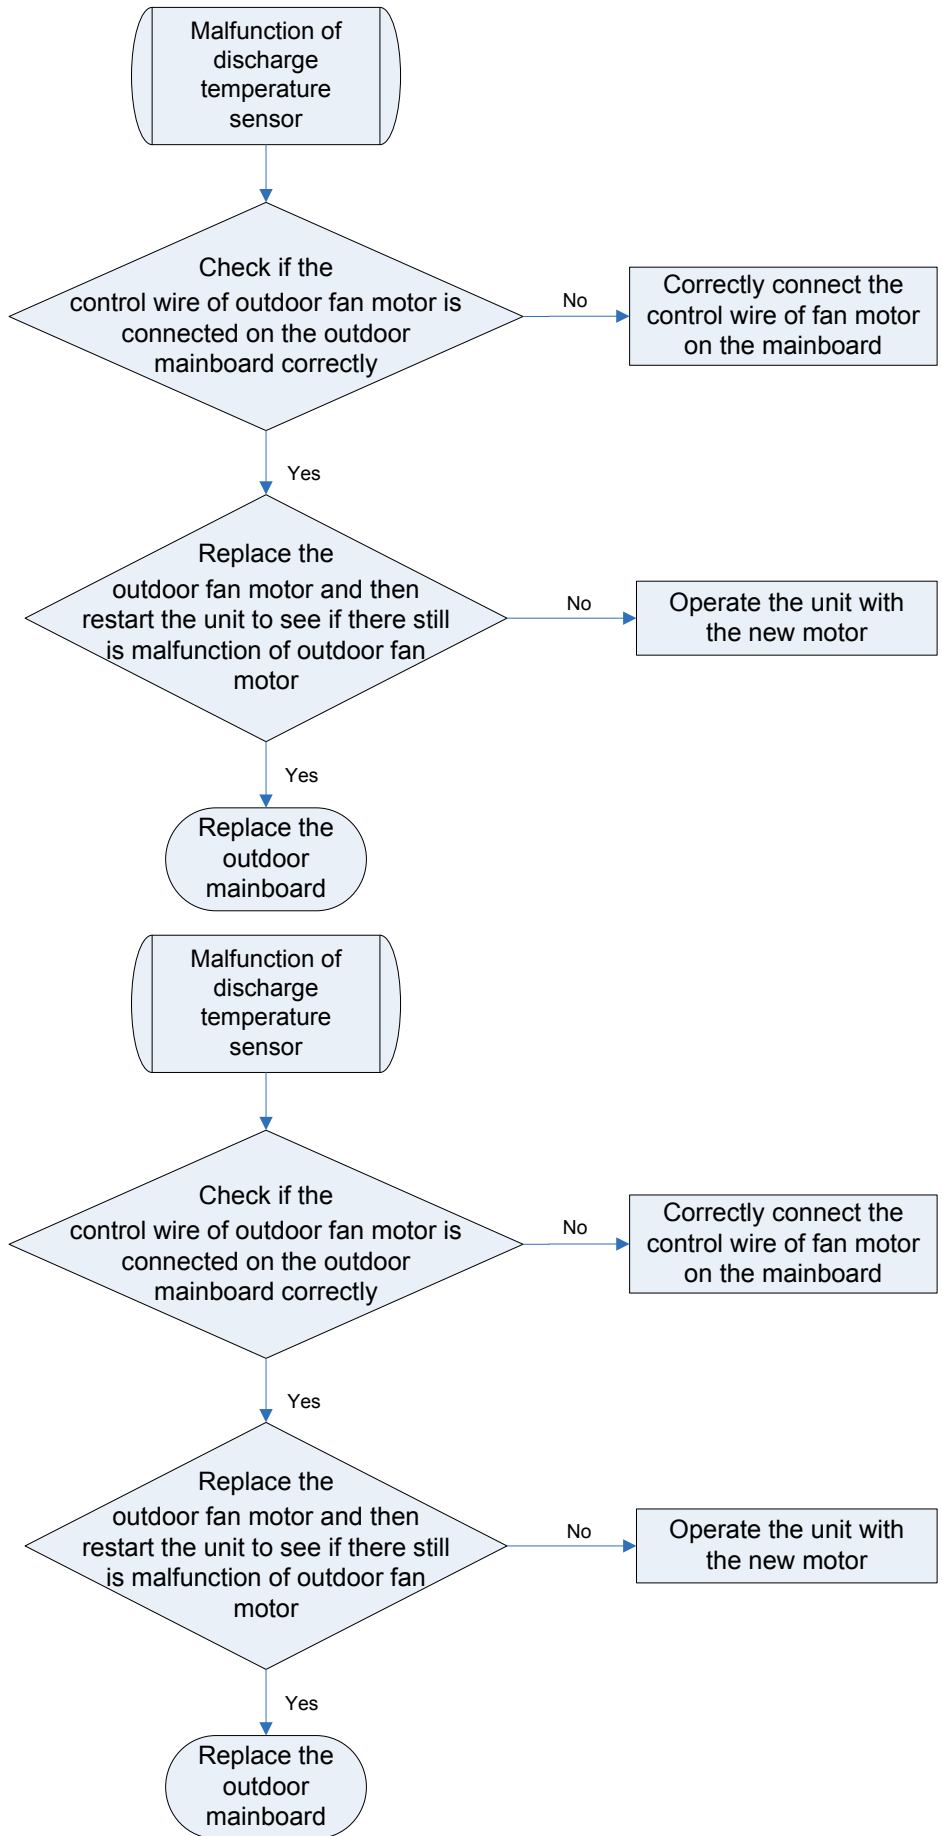 Malfunction of
discharge
temperature
sensor
Check if the
control wire of outdoor fan motor is
connected on the outdoor
mainboard correctly
No
Correctly connect the
control wire of fan motor
on the mainboard
Yes
Replace the
outdoor fan motor and then
restart the unit to see if there still
is malfunction of outdoor fan
motor
No
Operate the unit with
the new motor
Yes
Replace the
outdoor
mainboard
Malfunction of
discharge
temperature
sensor
Check if the
control wire of outdoor fan motor is
connected on the outdoor
mainboard correctly
No
Correctly connect the
control wire of fan motor
on the mainboard
Yes
Replace the
outdoor fan motor and then
restart the unit to see if there still
is malfunction of outdoor fan
motor
No
Operate the unit with
the new motor
Yes
Replace the
outdoor
mainboard